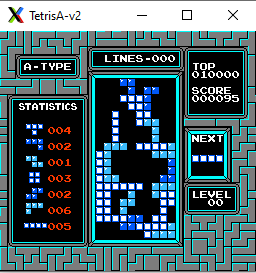 TetrisA-v2
A-TYPE
LINES-000
TOP
010000
SCORE
000095
STATISTICS
004
002
001
003
002
006
005
NEXT
LEVEL
00